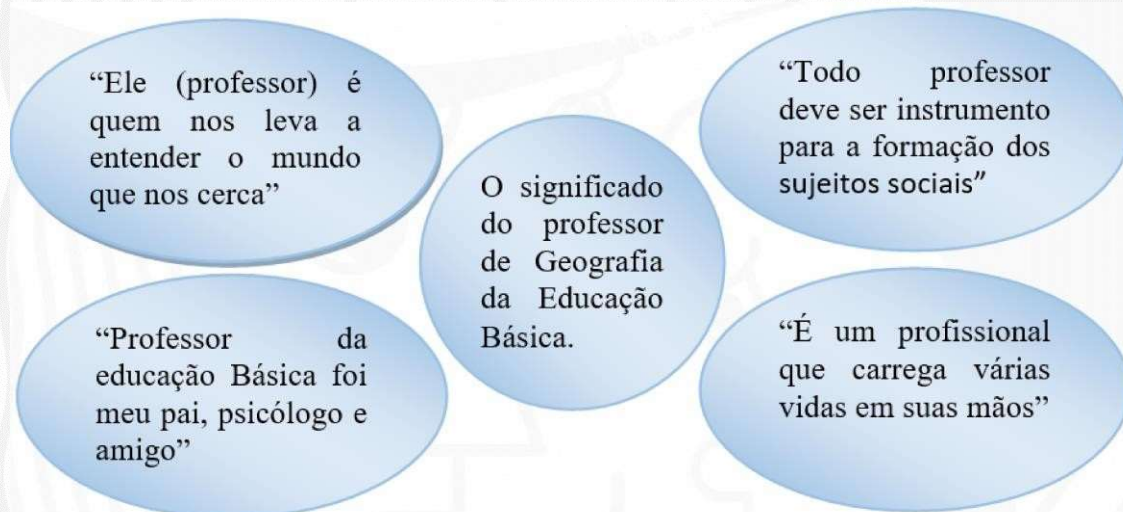 “Ele (professor) é
quem nos leva a
entender o mundo
que nos cerca”
“Todo professor
deve ser instrumento
para a formação dos
sujeitos sociais”
O significado
do professor
de Geografia
da Educação
Básica.
“Professor da
educação Básica foi
meu pai, psicólogo e
amigo”
“É um profissional
que carrega várias
vidas em suas mãos”